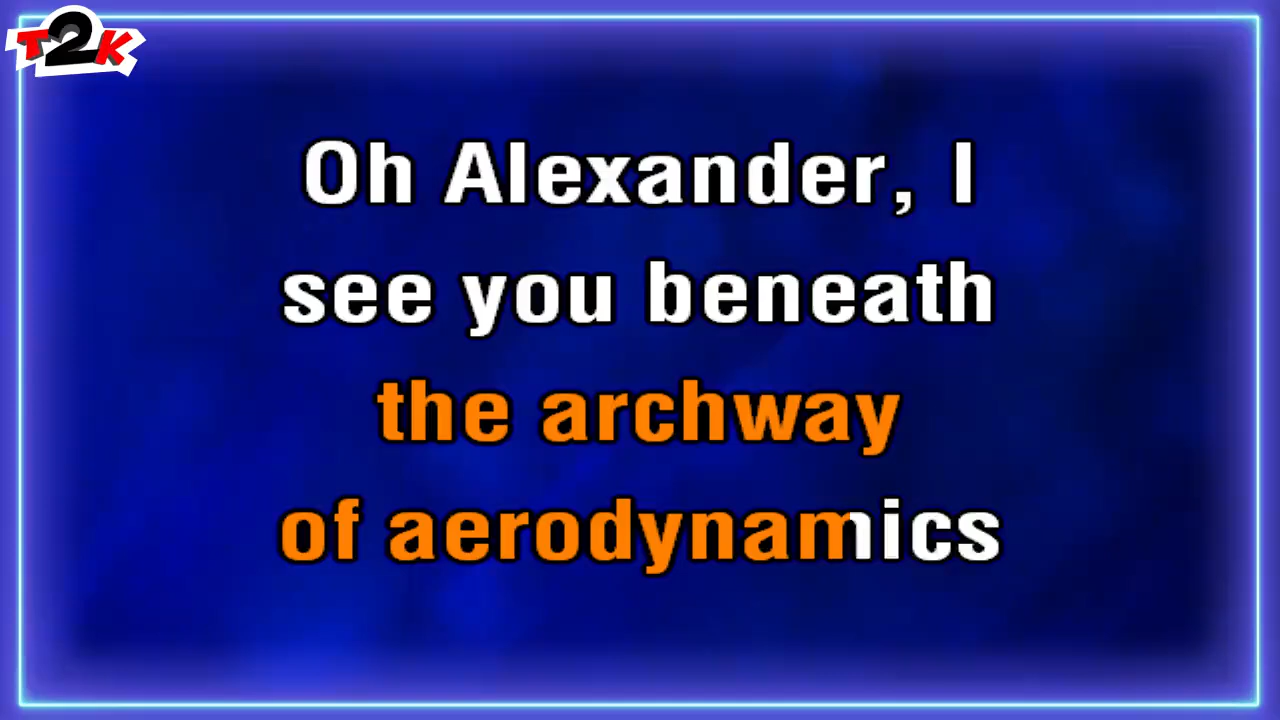 T2K
Oh Alexander, I
see you beneath
the archway
of aerodynamics